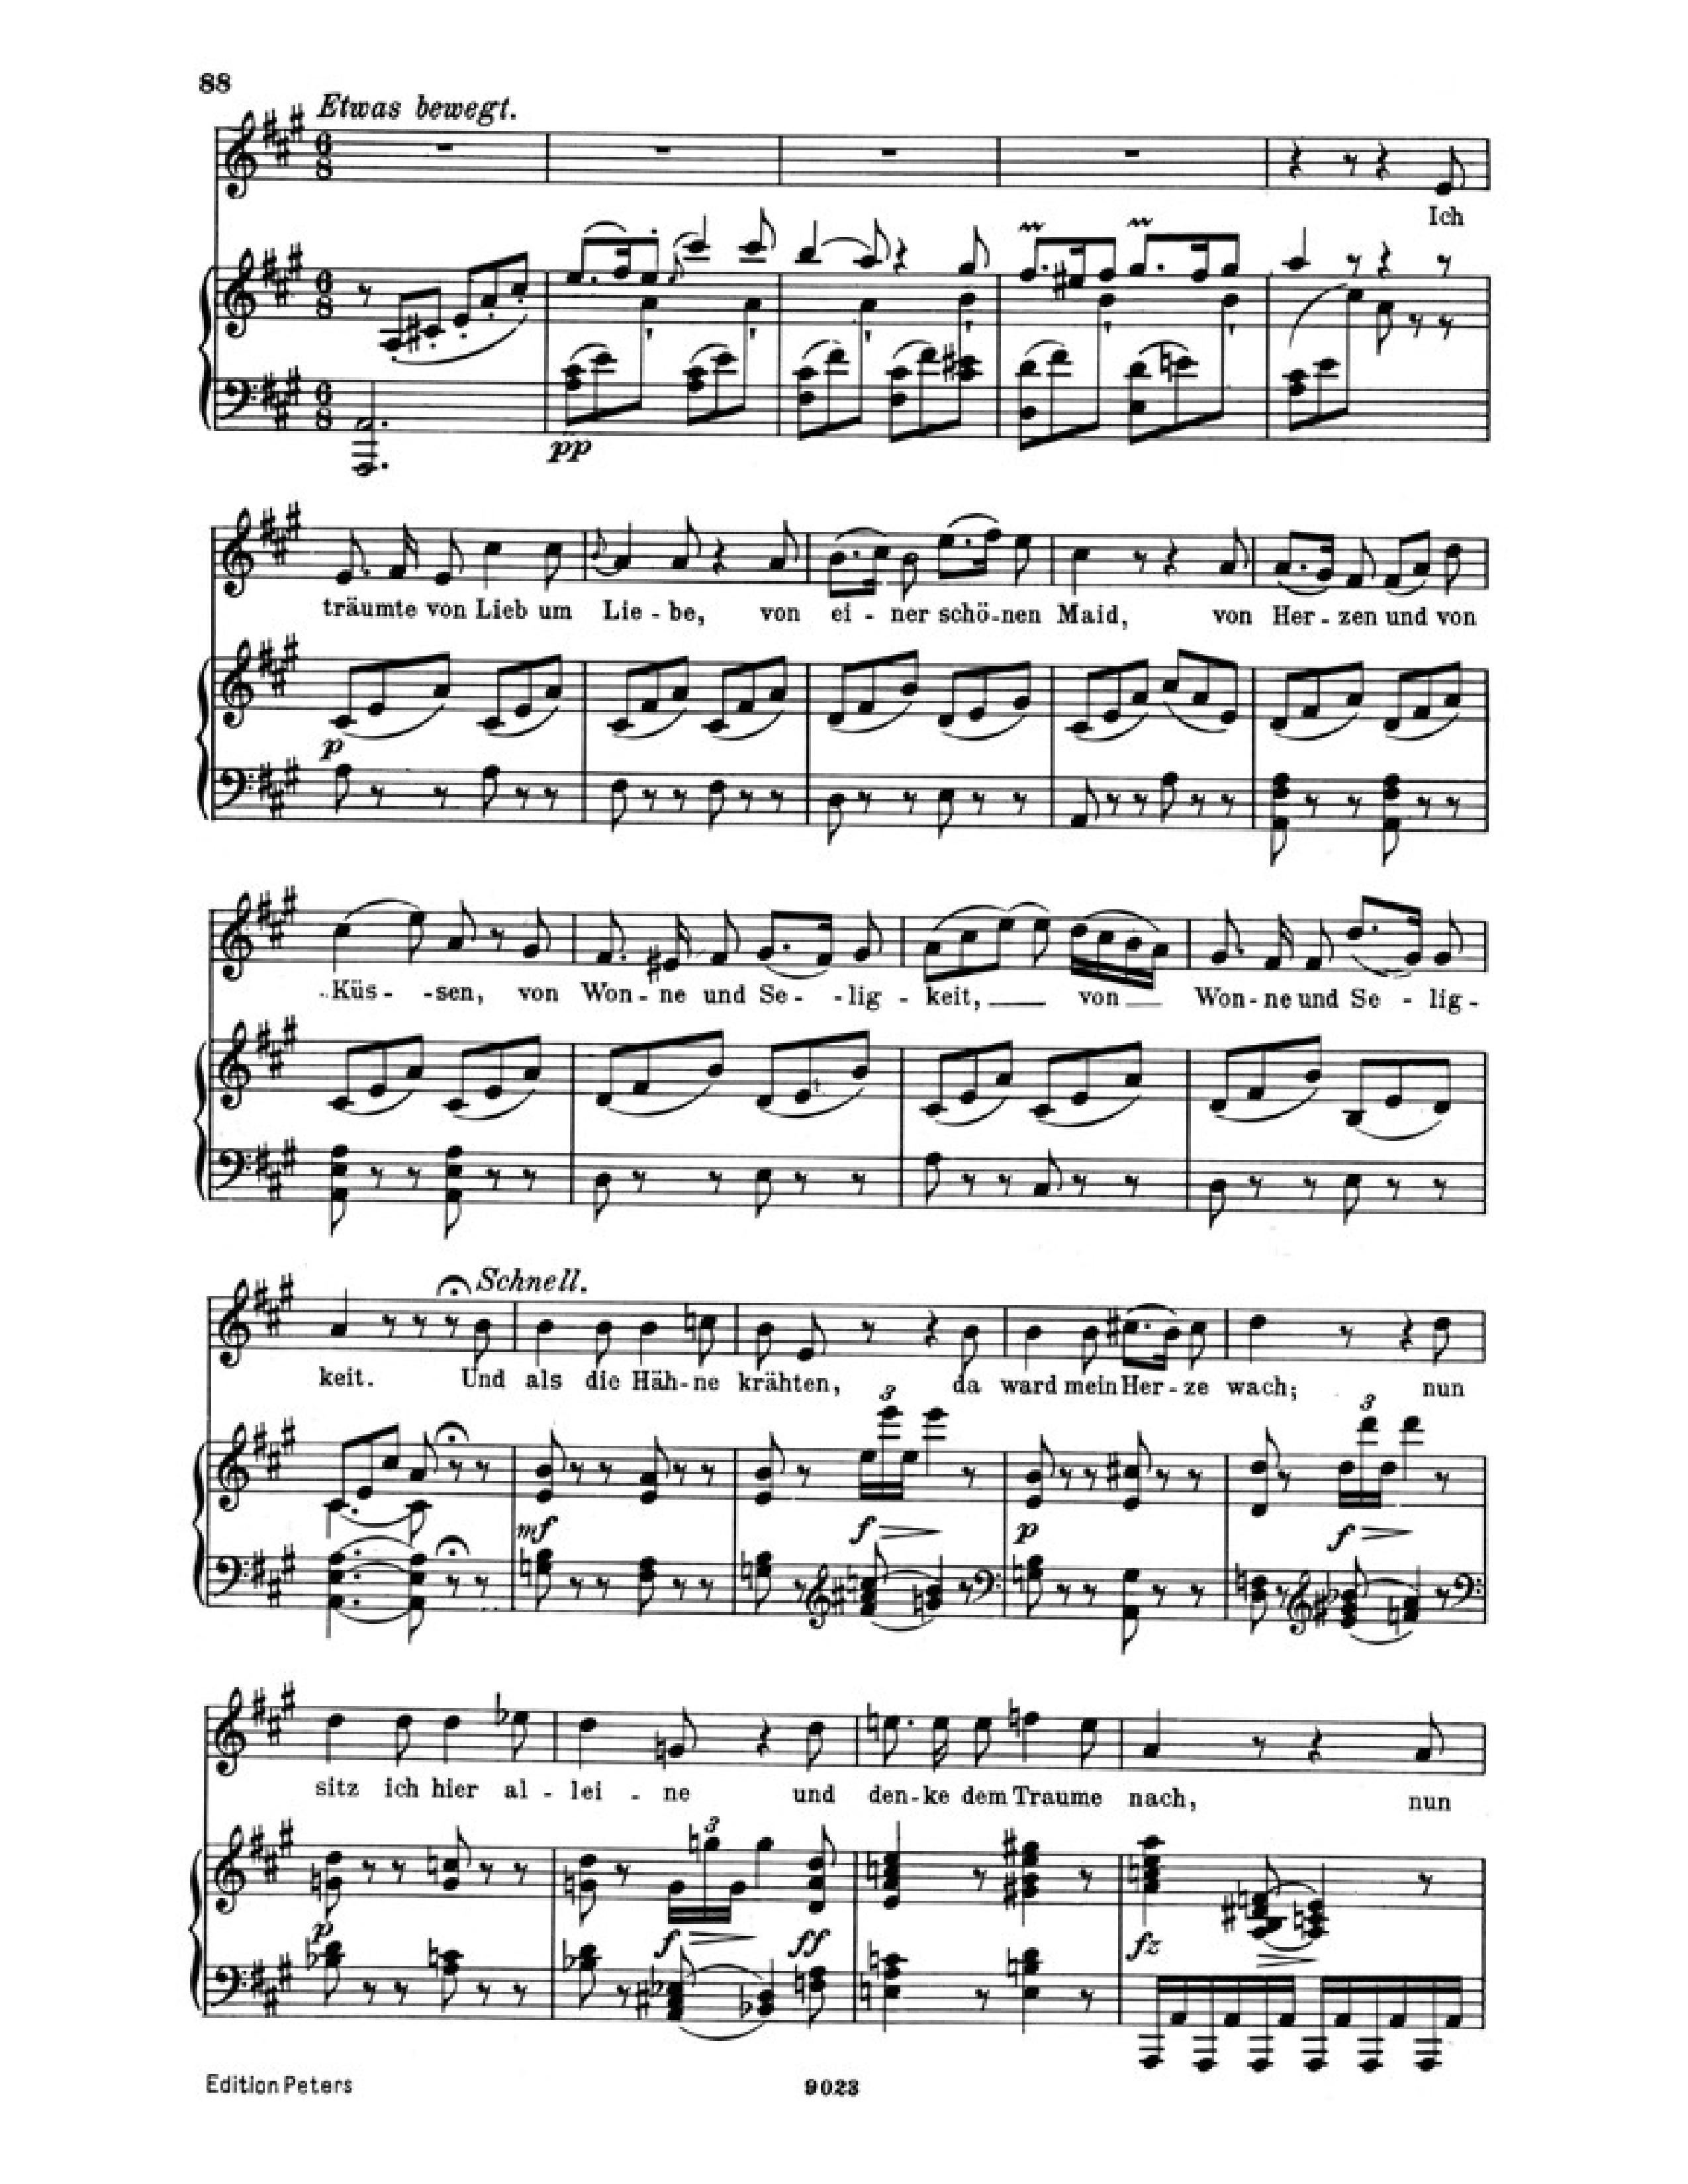 88
Etwas bewegt.
Ich
pp
träumte von Lieb um Lie - be, von ei - ner schö - nen Maid, von Her - zen und von
p
Küs - - sen, von Won - ne und Se - - lig - keit, von Won - ne und Se - lig -
Schnell.
keit. Und als die Häh - ne krähten, da ward mein Her - ze wach; nun
3 3
mf f p f
sitz ich hier al - lei - ne und den - ke dem Traume nach, nun
3
p f ff fz
Edition Peters 9023